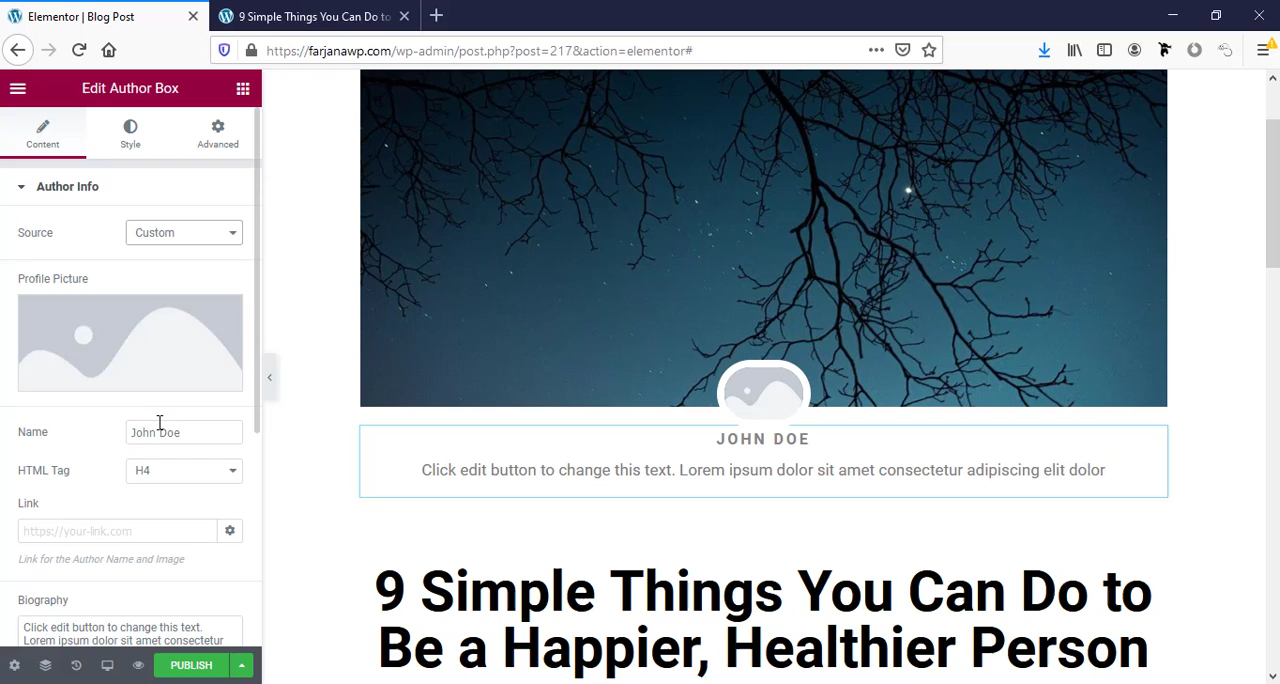 Elementor | Blog Post
9 Simple Things You Can Do to
https://farjanawp.com/wp-admin/post.php?post=217&action=elementor#
Edit Author Box
Content
Style
Advanced
Author Info
Source
Custom
Profile Picture
Name
John Doe
HTML Tag
H4
Link
https://your-link.com
Link for the Author Name and Image
Biography
Click edit button to change this text.
Lorem ipsum dolor sit amet consectetur
PUBLISH
JOHN DOE
Click edit button to change this text. Lorem ipsum dolor sit amet consectetur adipiscing elit dolor
9 Simple Things You Can Do to
Be a Happier, Healthier Person